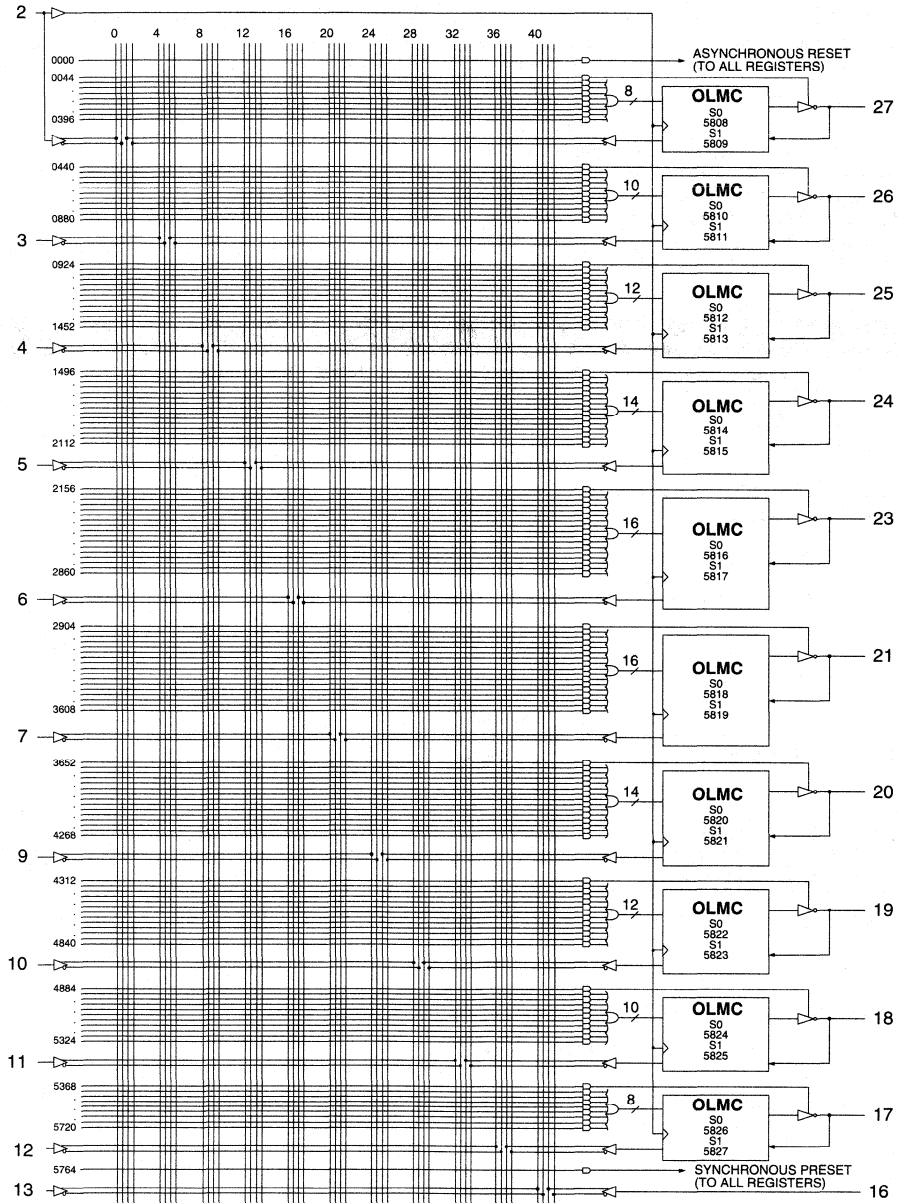 2
0 4 8 12 16 20 24 28 32 36 40
0000
ASYNCHRONOUS RESET
(TO ALL REGISTERS)
0044
8
OLMC
S0
5808
S1
5809
27
0396
0440
10
OLMC
S0
5810
S1
5811
26
0880
3
0924
12
OLMC
S0
5812
S1
5813
25
1452
4
1496
14
OLMC
S0
5814
S1
5815
24
2112
5
2156
16
OLMC
S0
5816
S1
5817
23
2860
6
2904
16
OLMC
S0
5818
S1
5819
21
3608
7
3652
14
OLMC
S0
5820
S1
5821
20
4268
9
4312
12
OLMC
S0
5822
S1
5823
19
4840
10
4884
10
OLMC
S0
5824
S1
5825
18
5324
11
5368
8
OLMC
S0
5826
S1
5827
17
5720
12
5764
SYNCHRONOUS PRESET
(TO ALL REGISTERS)
13
16